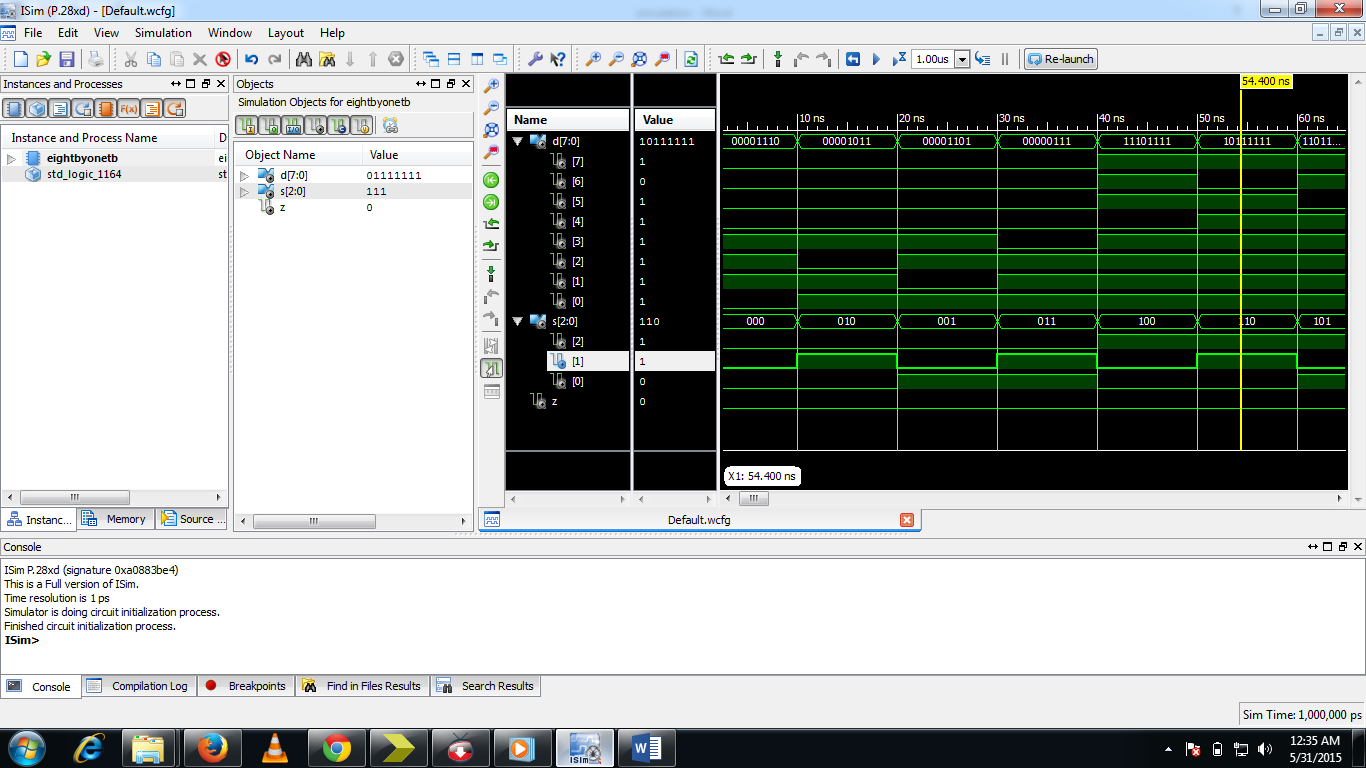 ISim (P.28xd) - [Default.wcfg]
File Edit View Simulation Window Layout Help
1.00us Re-launch
Instances and Processes
Instance and Process Name D
eightbyonetb ei
std_logic_1164 st
Instanc... Memory Source ...
Objects
Simulation Objects for eightbyonetb
Object Name Value
d[7:0] 01111111
s[2:0] 111
z 0
54.400 ns
Name Value
10 ns 20 ns 30 ns 40 ns 50 ns 60 ns
d[7:0] 10111111 00001110 00001011 00001101 00000111 11101111 10111111 11011...
[7] 1
[6] 0
[5] 1
[4] 1
[3] 1
[2] 1
[1] 1
[0] 1
s[2:0] 110 000 010 001 011 100 110 101
[2] 1
[1] 1
[0] 0
z 0
X1: 54.400 ns
Default.wcfg
Console
ISim P.28xd (signature 0xa0883be4)
This is a Full version of ISim.
Time resolution is 1 ps
Simulator is doing circuit initialization process.
Finished circuit initialization process.
ISim>
Console Compilation Log Breakpoints Find in Files Results Search Results
Sim Time: 1,000,000 ps
ISim
12:35 AM
5/31/2015